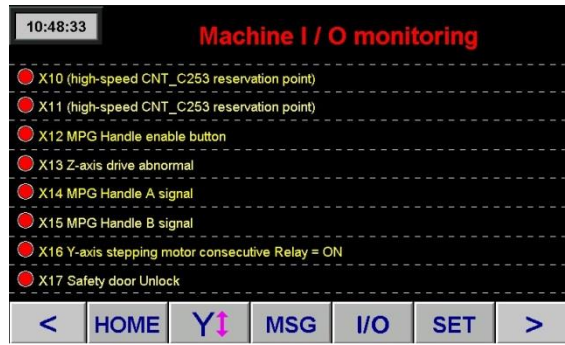 10:48:33
Machine I / O monitoring
X10 (high-speed CNT_C253 reservation point)
X11 (high-speed CNT_C253 reservation point)
X12 MPG Handle enable button
X13 Z-axis drive abnormal
X14 MPG Handle A signal
X15 MPG Handle B signal
X16 Y-axis stepping motor consecutive Relay = ON
X17 Safety door Unlock
< HOME Y MSG I/O SET >